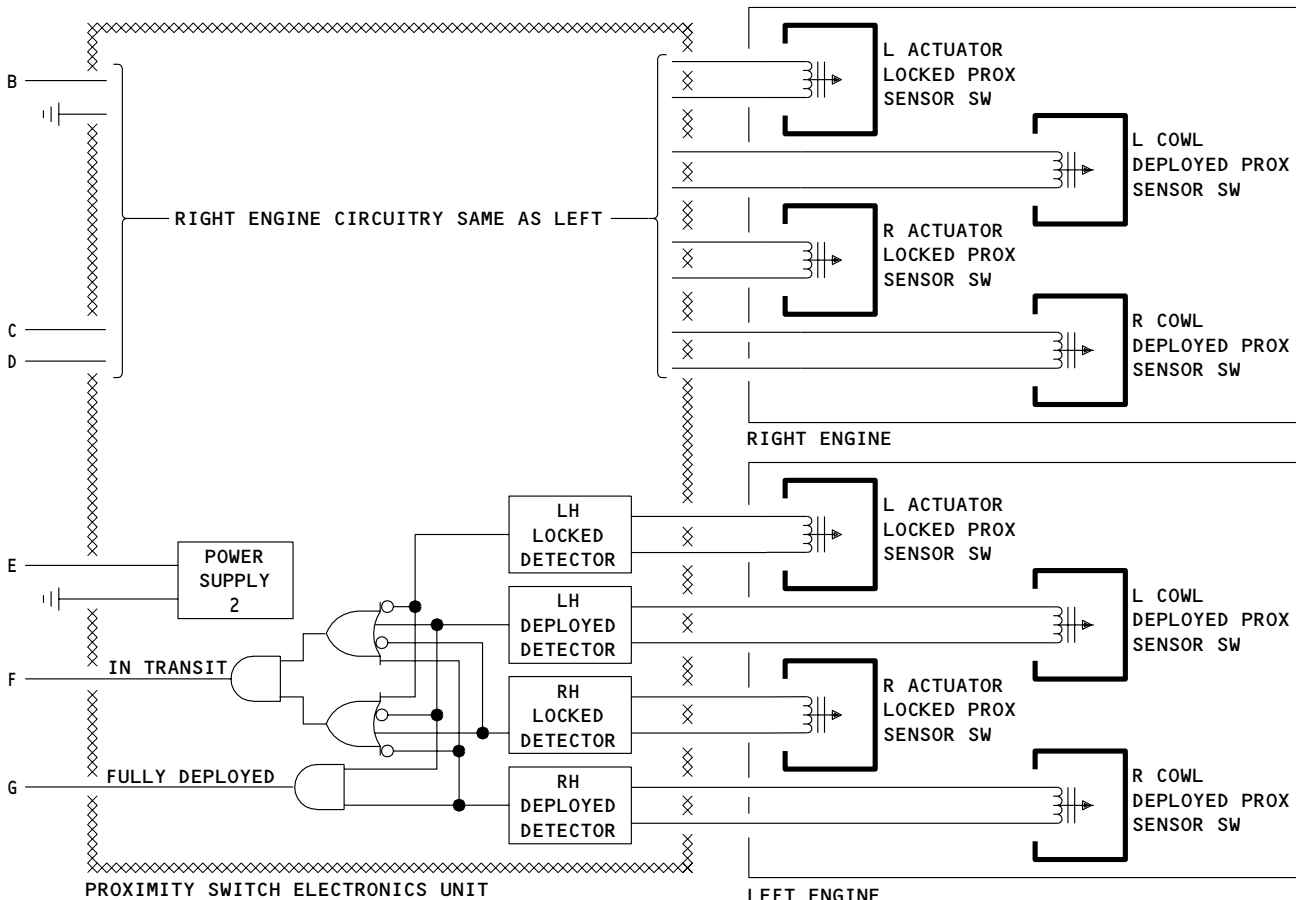 B
C
D
RIGHT ENGINE CIRCUITRY SAME AS LEFT
L ACTUATOR
LOCKED PROX
SENSOR SW
L COWL
DEPLOYED PROX
SENSOR SW
R ACTUATOR
LOCKED PROX
SENSOR SW
R COWL
DEPLOYED PROX
SENSOR SW
RIGHT ENGINE
E
POWER
SUPPLY
2
F
IN TRANSIT
G
FULLY DEPLOYED
LH
LOCKED
DETECTOR
LH
DEPLOYED
DETECTOR
RH
LOCKED
DETECTOR
RH
DEPLOYED
DETECTOR
L ACTUATOR
LOCKED PROX
SENSOR SW
L COWL
DEPLOYED PROX
SENSOR SW
R ACTUATOR
LOCKED PROX
SENSOR SW
R COWL
DEPLOYED PROX
SENSOR SW
PROXIMITY SWITCH ELECTRONICS UNIT
LEFT ENGINE